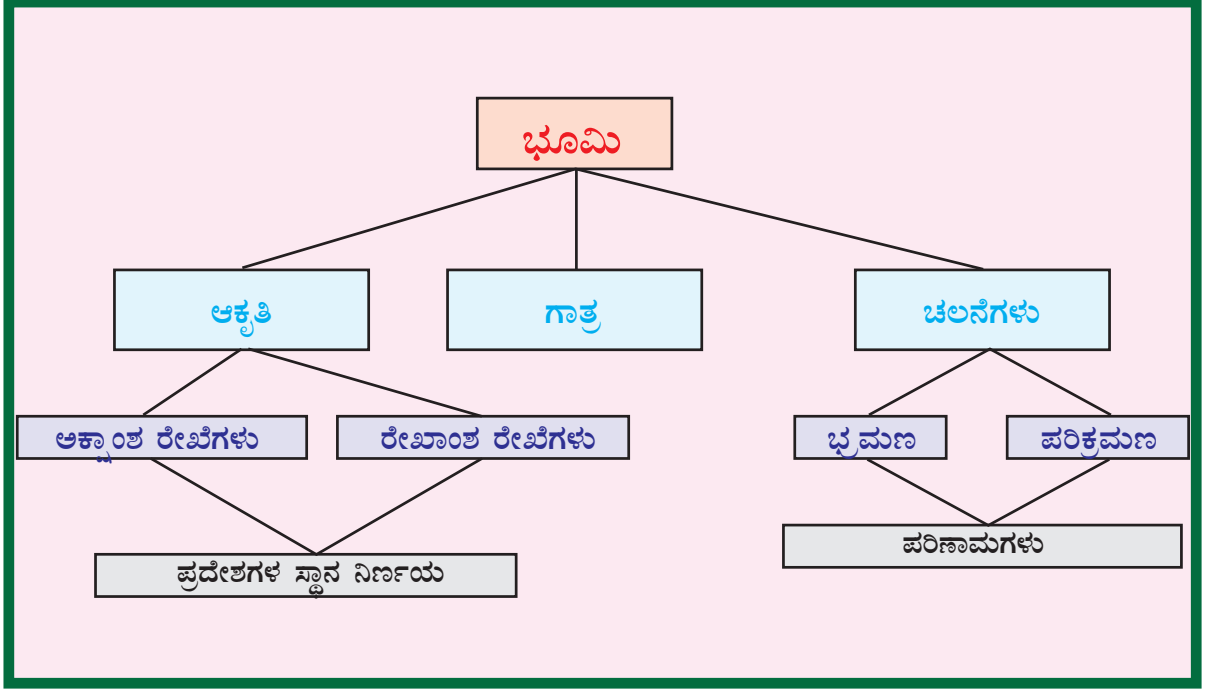 ಭೂಮಿ
ಆಕೃತಿ
ಗಾತ್ರ
ಚಲನೆಗಳು
ಅಕ್ಷಾಂಶ ರೇಖೆಗಳು
ರೇಖಾಂಶ ರೇಖೆಗಳು
ಭ್ರಮಣ
ಪರಿಕ್ರಮಣ
ಪ್ರದೇಶಗಳ ಸ್ಥಾನ ನಿರ್ಣಯ
ಪರಿಣಾಮಗಳು